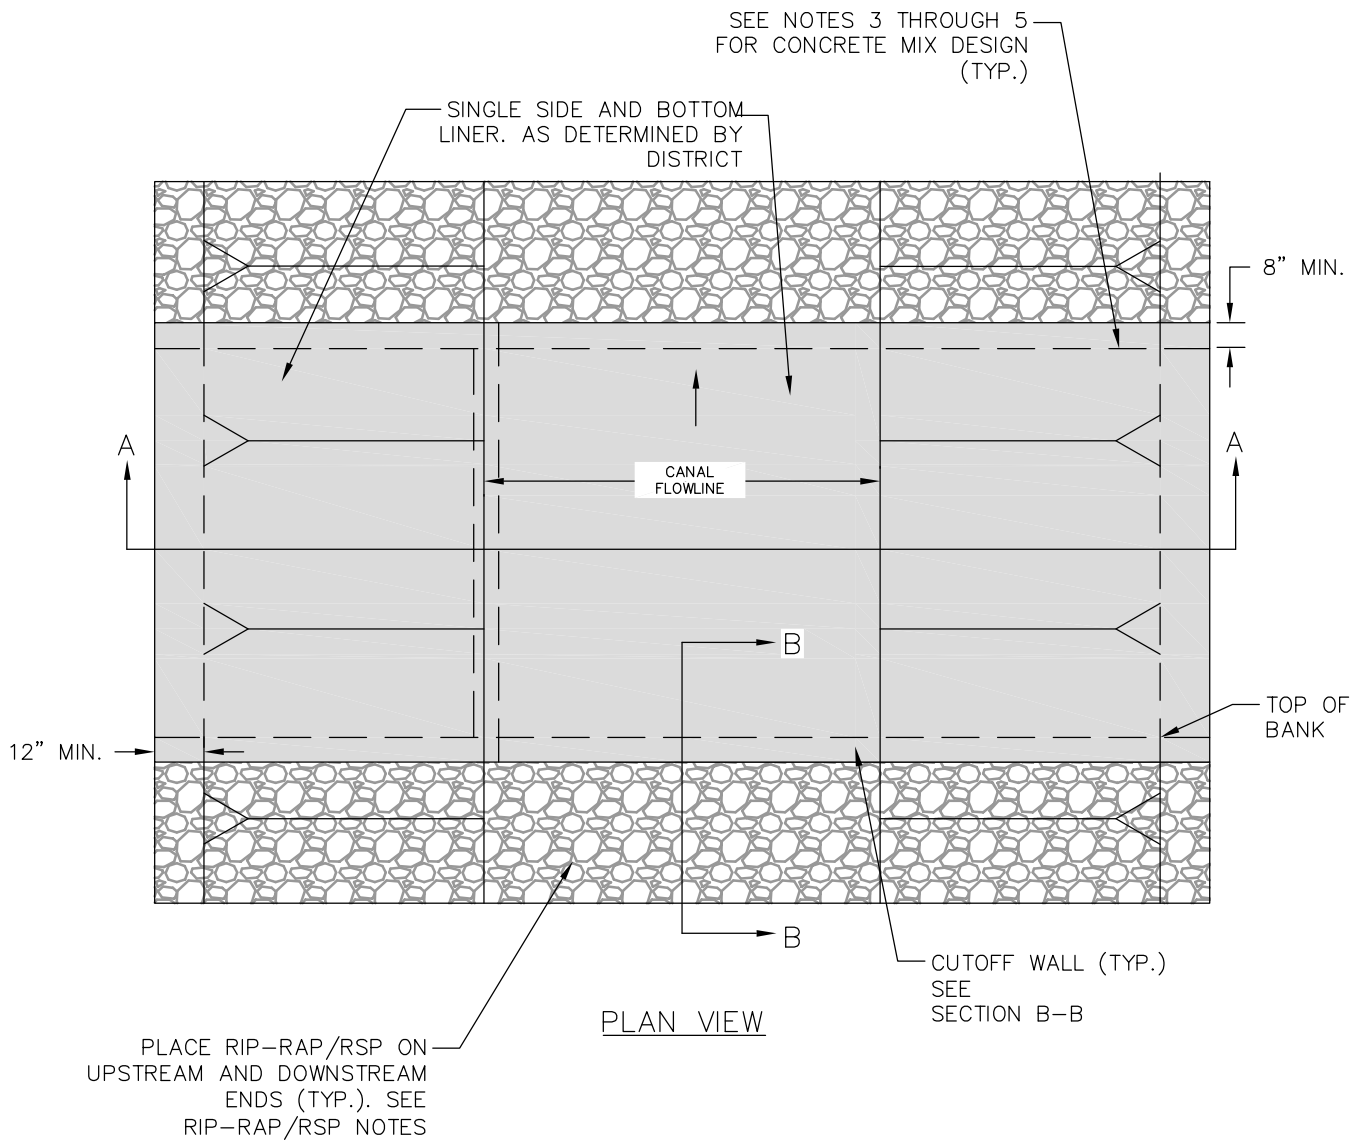 SEE NOTES 3 THROUGH 5
FOR CONCRETE MIX DESIGN
(TYP.)
SINGLE SIDE AND BOTTOM
LINER. AS DETERMINED BY
DISTRICT
8" MIN.
A
A
CANAL
FLOWLINE
B
TOP OF
BANK
12" MIN.
B
CUTOFF WALL (TYP.)
SEE
SECTION B-B
PLAN VIEW
PLACE RIP-RAP/RSP ON
UPSTREAM AND DOWNSTREAM
ENDS (TYP.). SEE
RIP-RAP/RSP NOTES